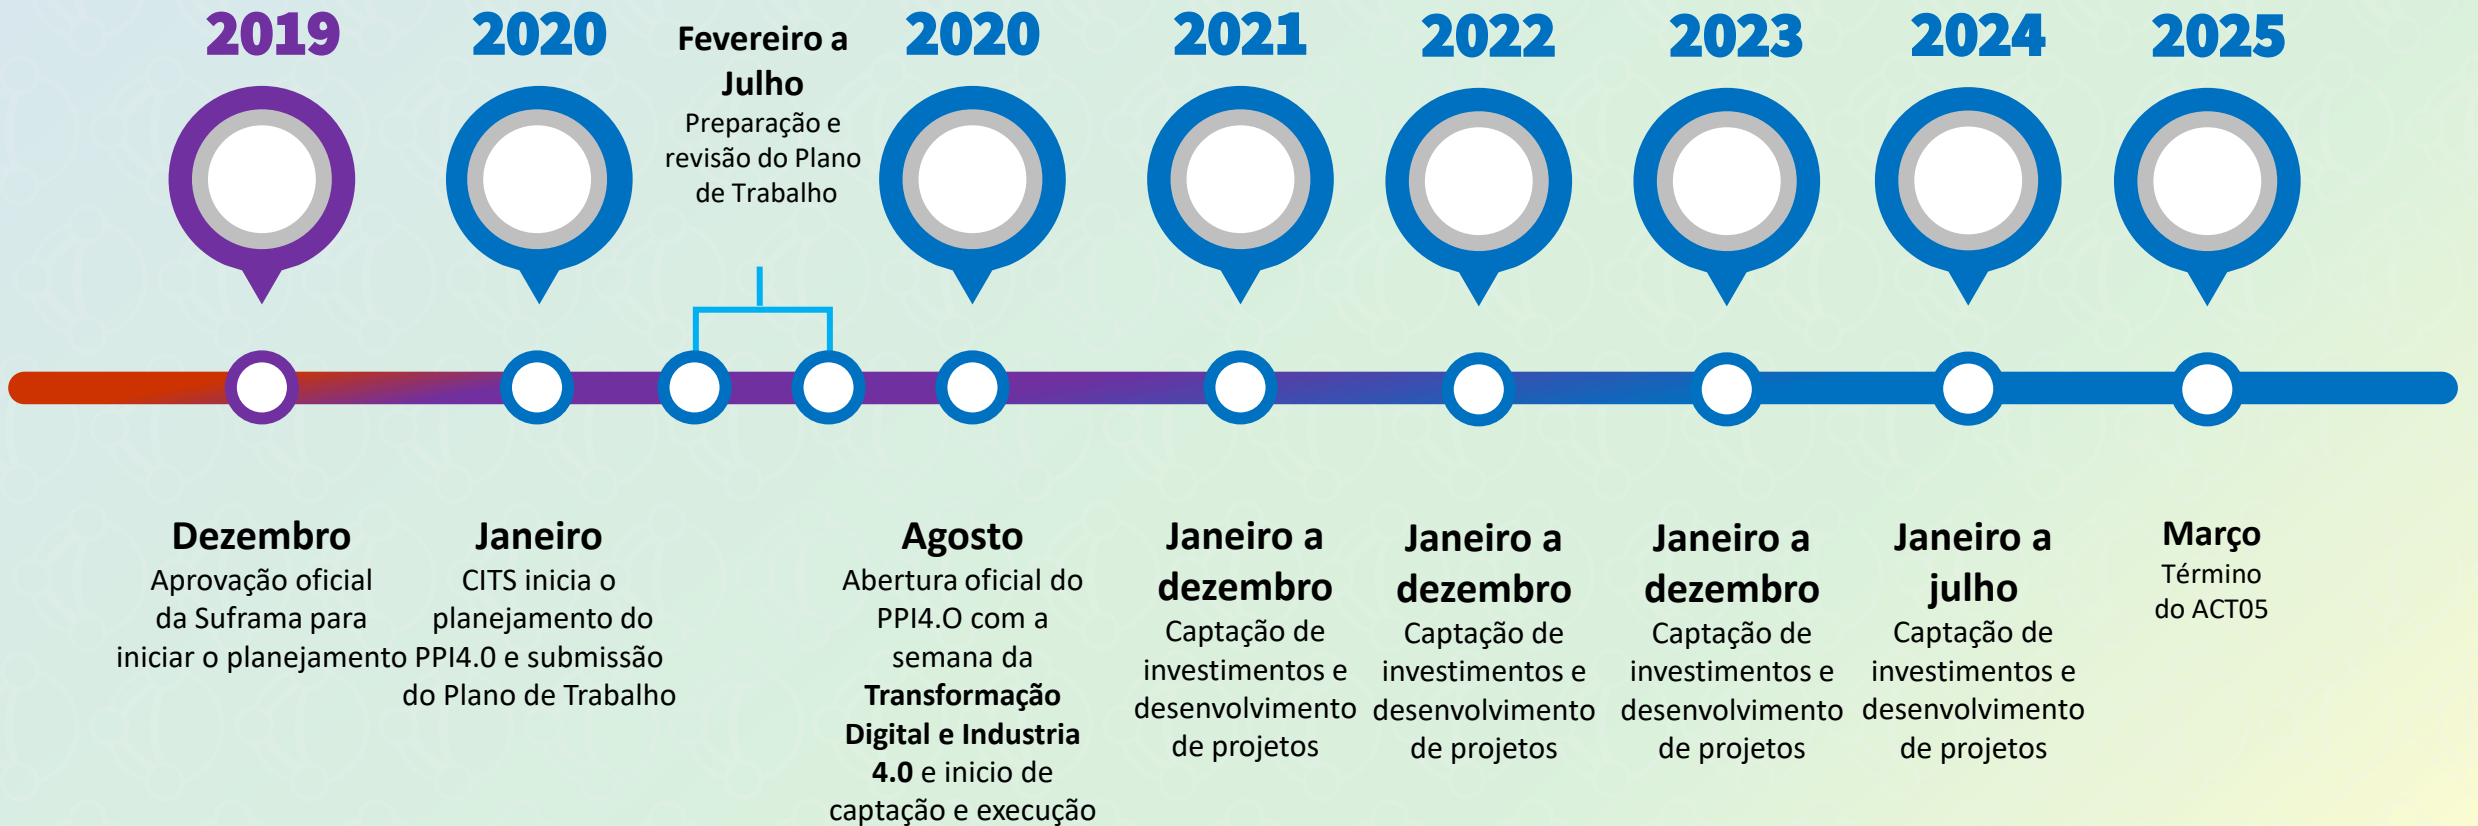 2019
Dezembro
Aprovação oficial
da Suframa para
iniciar o planejamento
2020
Janeiro
CITS inicia o
planejamento do
PPI4.0 e submissão
do Plano de Trabalho
Fevereiro a
Julho
Preparação e
revisão do Plano
de Trabalho
2020
Agosto
Abertura oficial do
PPI4.O com a
semana da
Transformação
Digital e Industria
4.0 e inicio de
captação e execução
2021
Janeiro a
dezembro
Captação de
investimentos e
desenvolvimento
de projetos
2022
Janeiro a
dezembro
Captação de
investimentos e
desenvolvimento
de projetos
2023
Janeiro a
dezembro
Captação de
investimentos e
desenvolvimento
de projetos
2024
Janeiro a
julho
Captação de
investimentos e
desenvolvimento
de projetos
2025
Março
Término
do ACT05